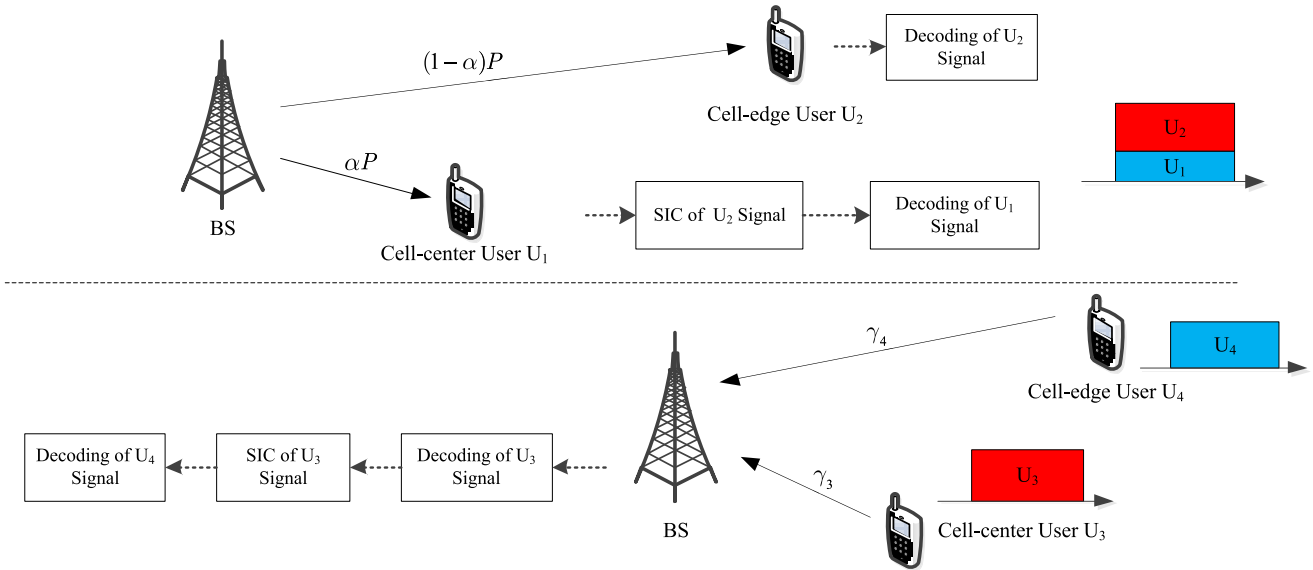 (1−α)P
Decoding of U₂
Signal
Cell-edge User U₂
U₂
U₁
αP
BS
Cell-center User U₁
SIC of U₂ Signal
Decoding of U₁
Signal
γ₄
U₄
Cell-edge User U₄
Decoding of U₄
Signal
SIC of U₃
Signal
Decoding of U₃
Signal
BS
γ₃
U₃
Cell-center User U₃